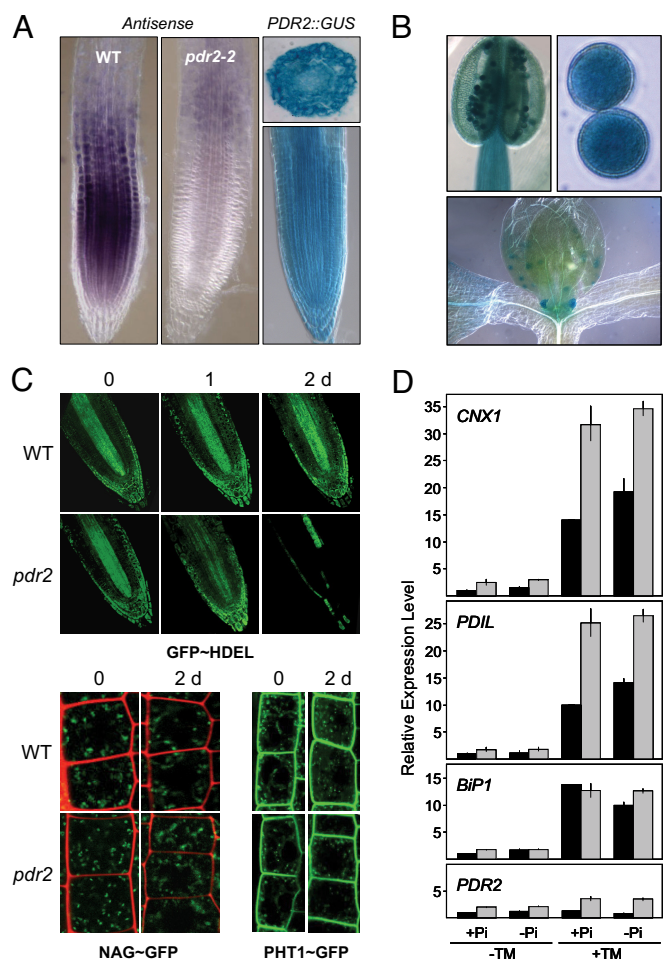 A
Antisense
PDR2::GUS
WT
pdr2-2
B
C
0 1 2 d
WT
pdr2
GFP~HDEL
0 2 d 0 2 d
WT
pdr2
NAG~GFP PHT1~GFP
D
Relative Expression Level
CNX1
35
30
25
20
15
10
5
PDIL
25
20
15
10
5
BiP1
15
10
5
PDR2
5
+Pi -Pi +Pi -Pi
-TM +TM